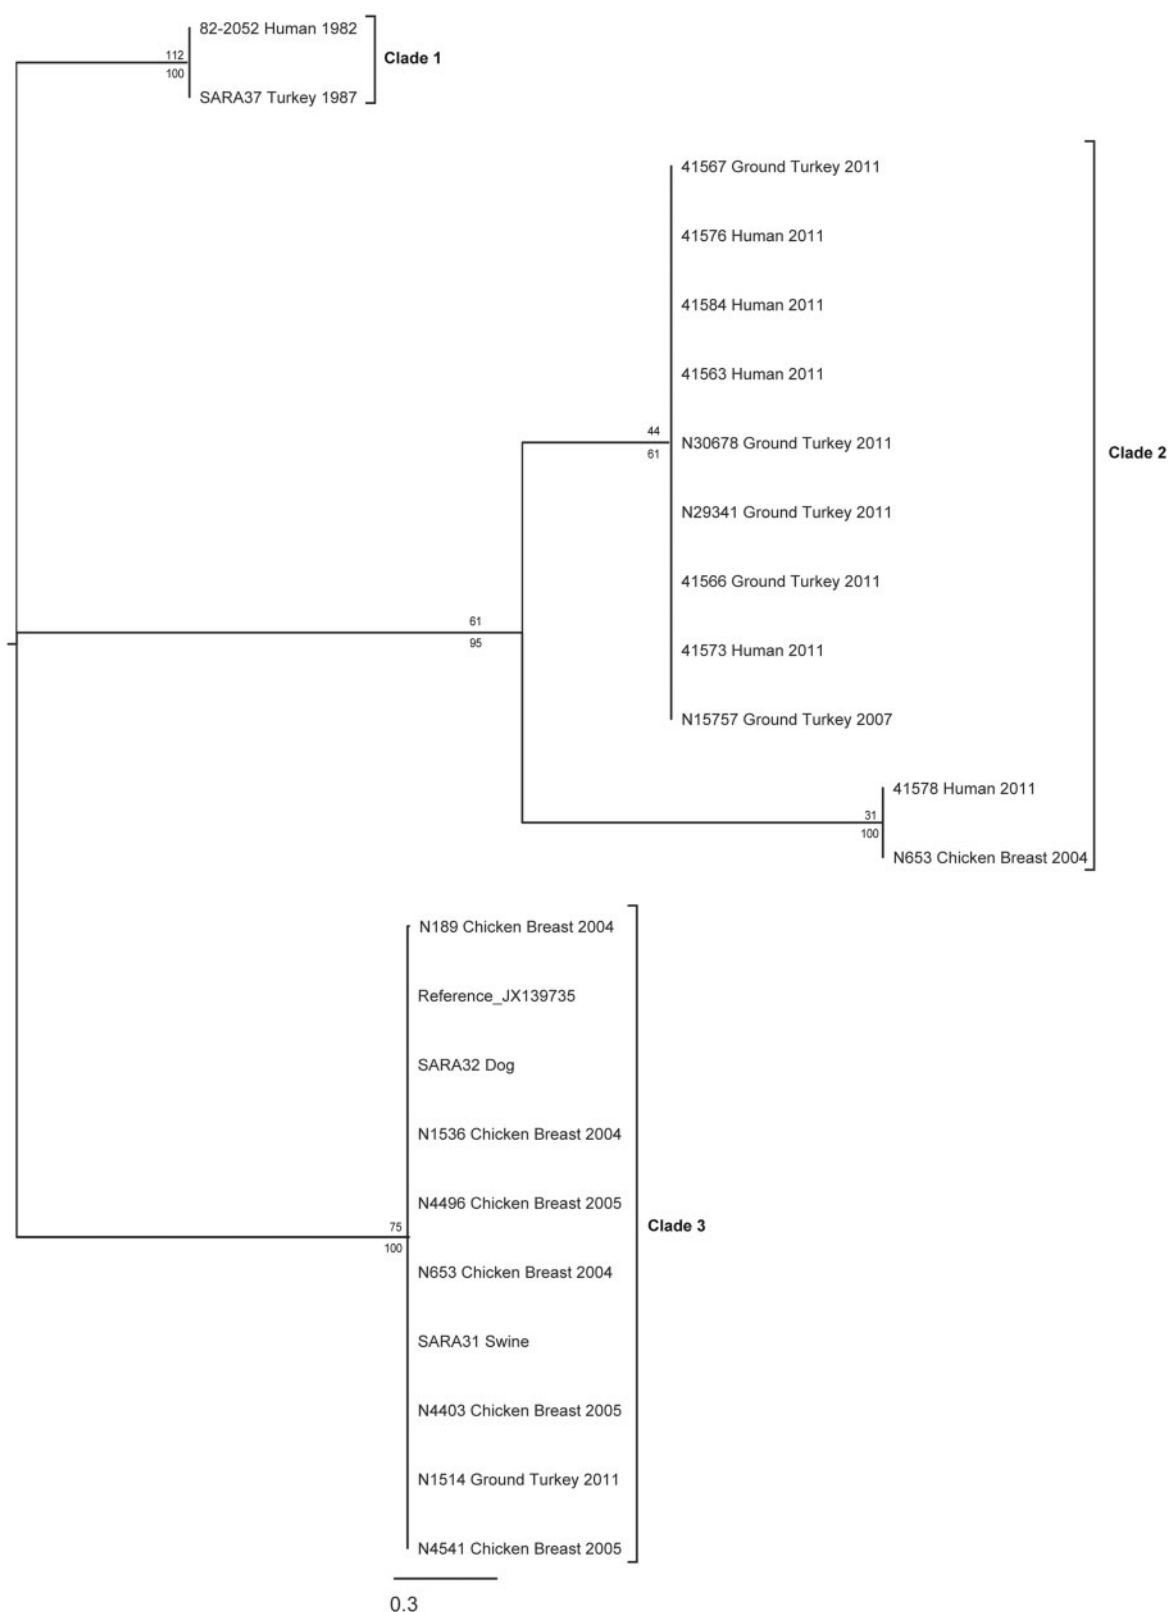 82-2052 Human 1982
112
Clade 1
100
SARA37 Turkey 1987
41567 Ground Turkey 2011
41576 Human 2011
41584 Human 2011
41563 Human 2011
44
N30678 Ground Turkey 2011
61
Clade 2
N29341 Ground Turkey 2011
41566 Ground Turkey 2011
61
95
41573 Human 2011
N15757 Ground Turkey 2007
41578 Human 2011
31
100
N653 Chicken Breast 2004
N189 Chicken Breast 2004
Reference_JX139735
SARA32 Dog
N1536 Chicken Breast 2004
N4496 Chicken Breast 2005
75
Clade 3
100
N653 Chicken Breast 2004
SARA31 Swine
N4403 Chicken Breast 2005
N1514 Ground Turkey 2011
N4541 Chicken Breast 2005
0.3